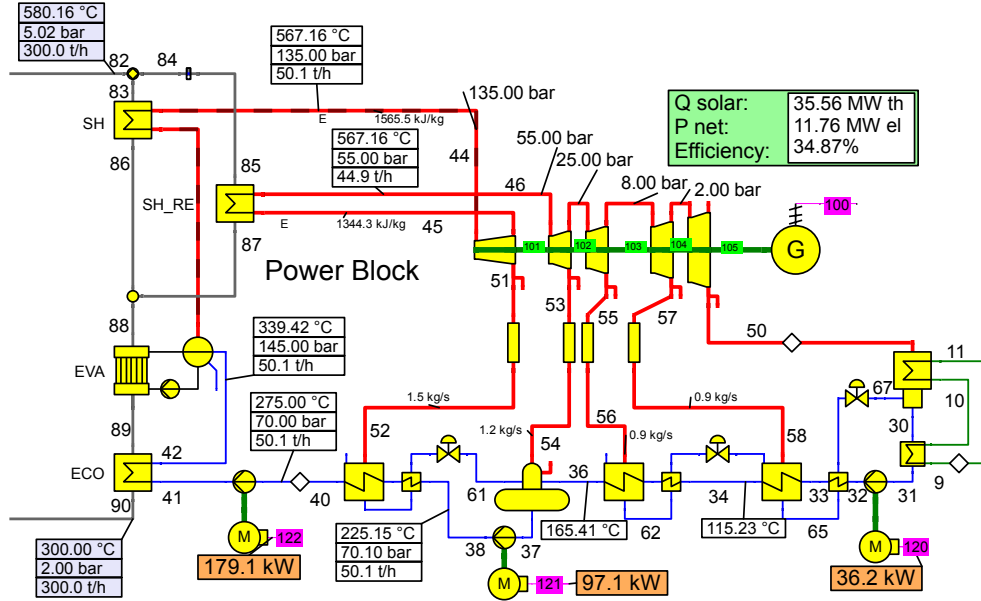 580.16 °C
5.02 bar
300.0 t/h
82
84
83
SH
86
85
SH_RE
87
567.16 °C
135.00 bar
50.1 t/h
E
1565.5 kJ/kg
135.00 bar
44
567.16 °C
55.00 bar
44.9 t/h
46
E
1344.3 kJ/kg
45
55.00 bar
25.00 bar
8.00 bar
2.00 bar
Q solar:
35.56 MW th
P net:
11.76 MW el
Efficiency:
34.87%
100
101
102
103
104
105
G
Power Block
51
53
55
57
50
88
EVA
89
339.42 °C
145.00 bar
50.1 t/h
275.00 °C
70.00 bar
50.1 t/h
1.5 kg/s
52
1.2 kg/s
54
56
0.9 kg/s
0.9 kg/s
58
67
11
10
30
9
ECO
42
41
40
61
36
34
33
32
31
90
225.15 °C
70.10 bar
50.1 t/h
38
37
165.41 °C
62
115.23 °C
65
300.00 °C
2.00 bar
300.0 t/h
M
122
179.1 kW
M
121
97.1 kW
M
120
36.2 kW